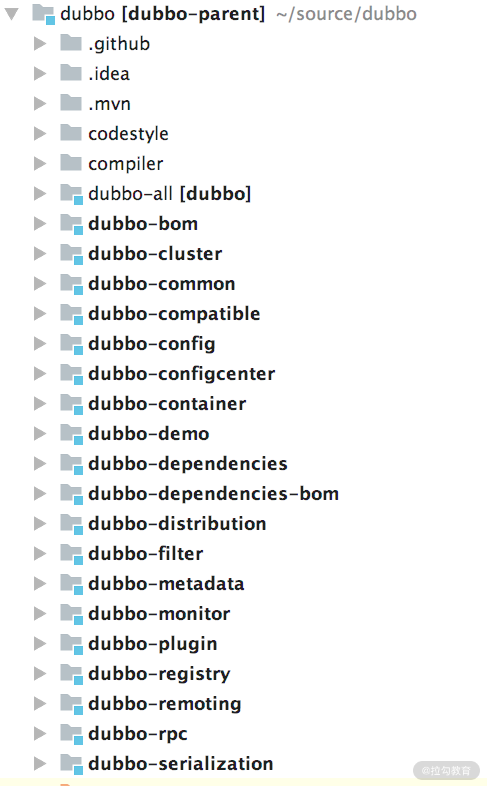 dubbo [dubbo-parent] ~/source/dubbo
.github
.idea
.mvn
codestyle
compiler
dubbo-all [dubbo]
dubbo-bom
dubbo-cluster
dubbo-common
dubbo-compatible
dubbo-config
dubbo-configcenter
dubbo-container
dubbo-demo
dubbo-dependencies
dubbo-dependencies-bom
dubbo-distribution
dubbo-filter
dubbo-metadata
dubbo-monitor
dubbo-plugin
dubbo-registry
dubbo-remoting
dubbo-rpc
dubbo-serialization
@拉勾教育